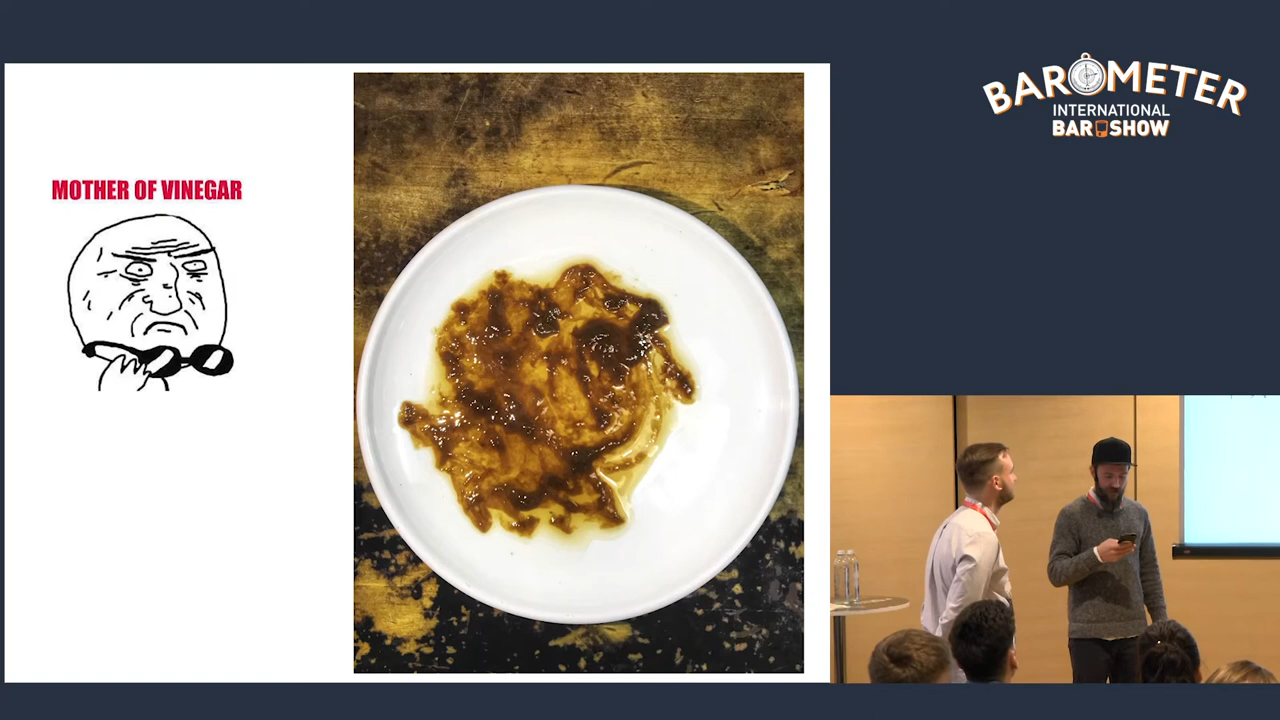 MOTHER OF VINEGAR
BAROMETER
INTERNATIONAL
BAR SHOW